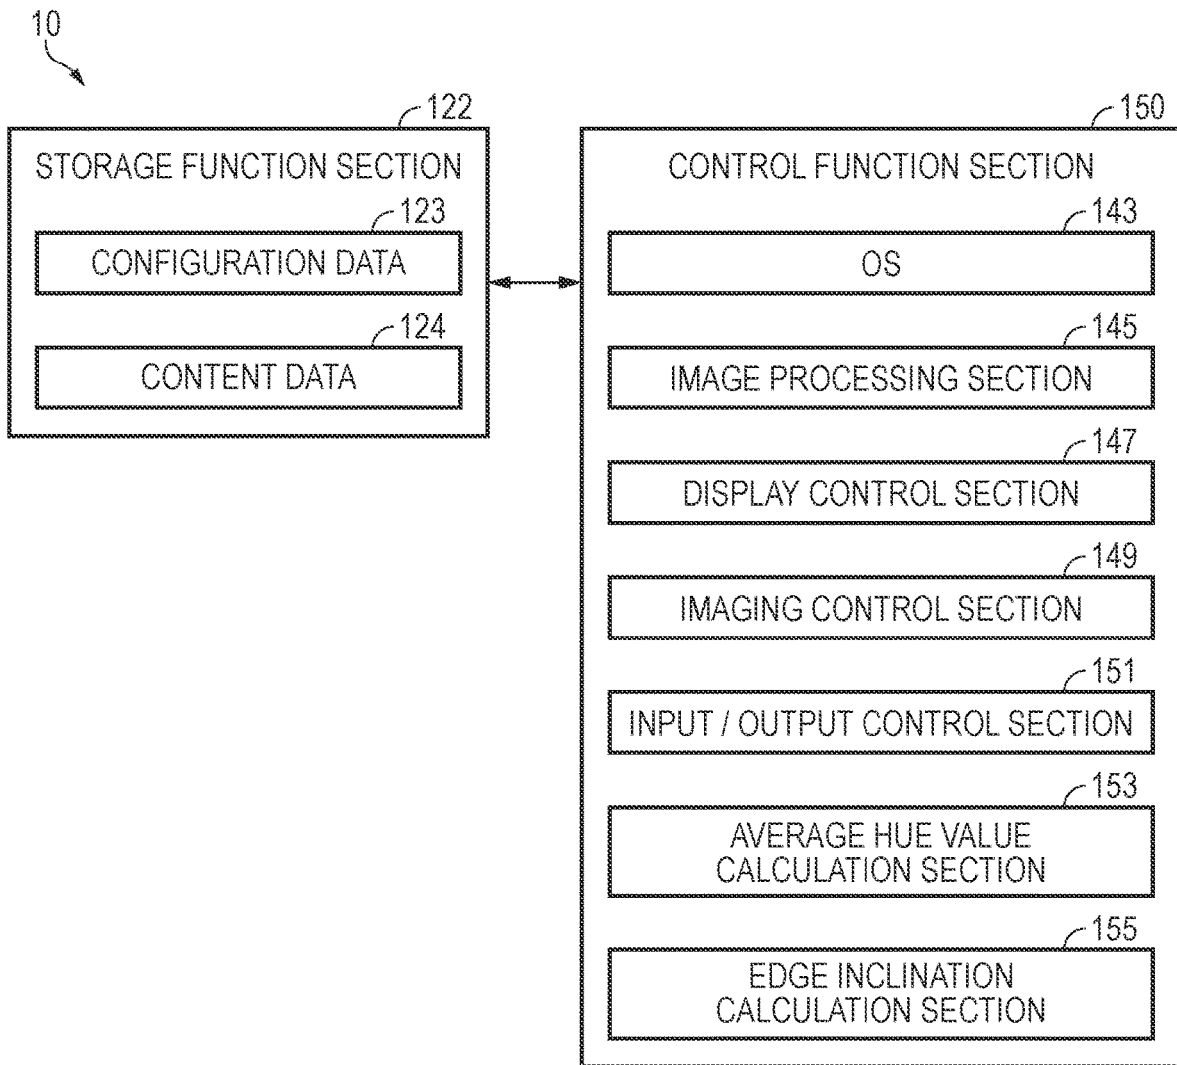 10
122
STORAGE FUNCTION SECTION
123
CONFIGURATION DATA
124
CONTENT DATA
150
CONTROL FUNCTION SECTION
143
OS
145
IMAGE PROCESSING SECTION
147
DISPLAY CONTROL SECTION
149
IMAGING CONTROL SECTION
151
INPUT / OUTPUT CONTROL SECTION
153
AVERAGE HUE VALUE
CALCULATION SECTION
155
EDGE INCLINATION
CALCULATION SECTION